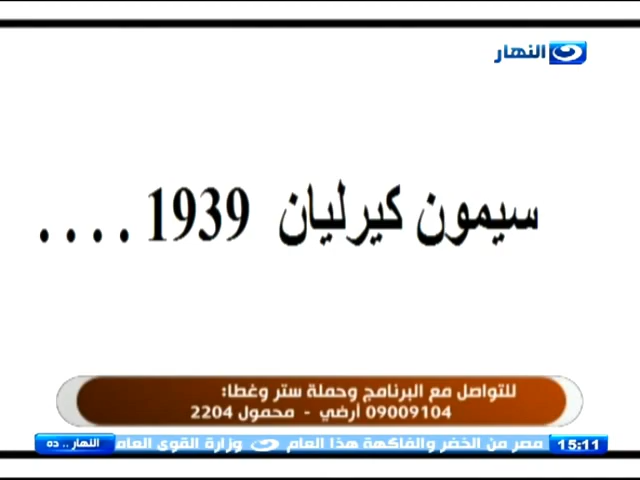 النهار
سيمون كيرليان 1939 ....
للتواصل مع البرنامج وحملة ستر وغطا:
09009104 أرضي - محمول 2204
15:11 مصر من الخضر والفاكهة هذا العام وزارة القوى العام النهار .. ده